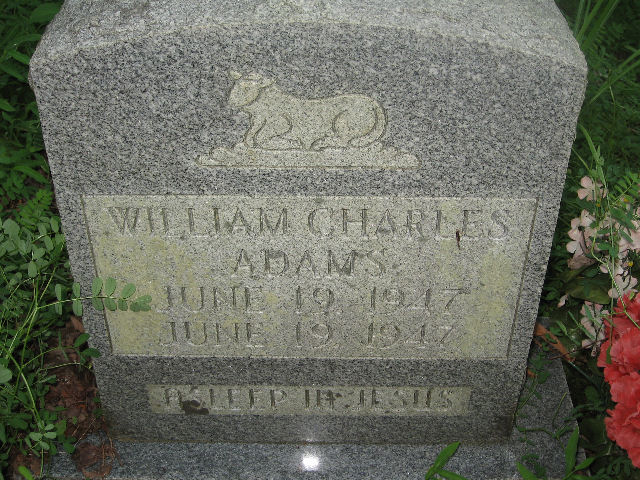 WILLIAM CHARLES
ADAMS
JUNE 19 1947
JUNE 19 1947
ASLEEP IN JESUS